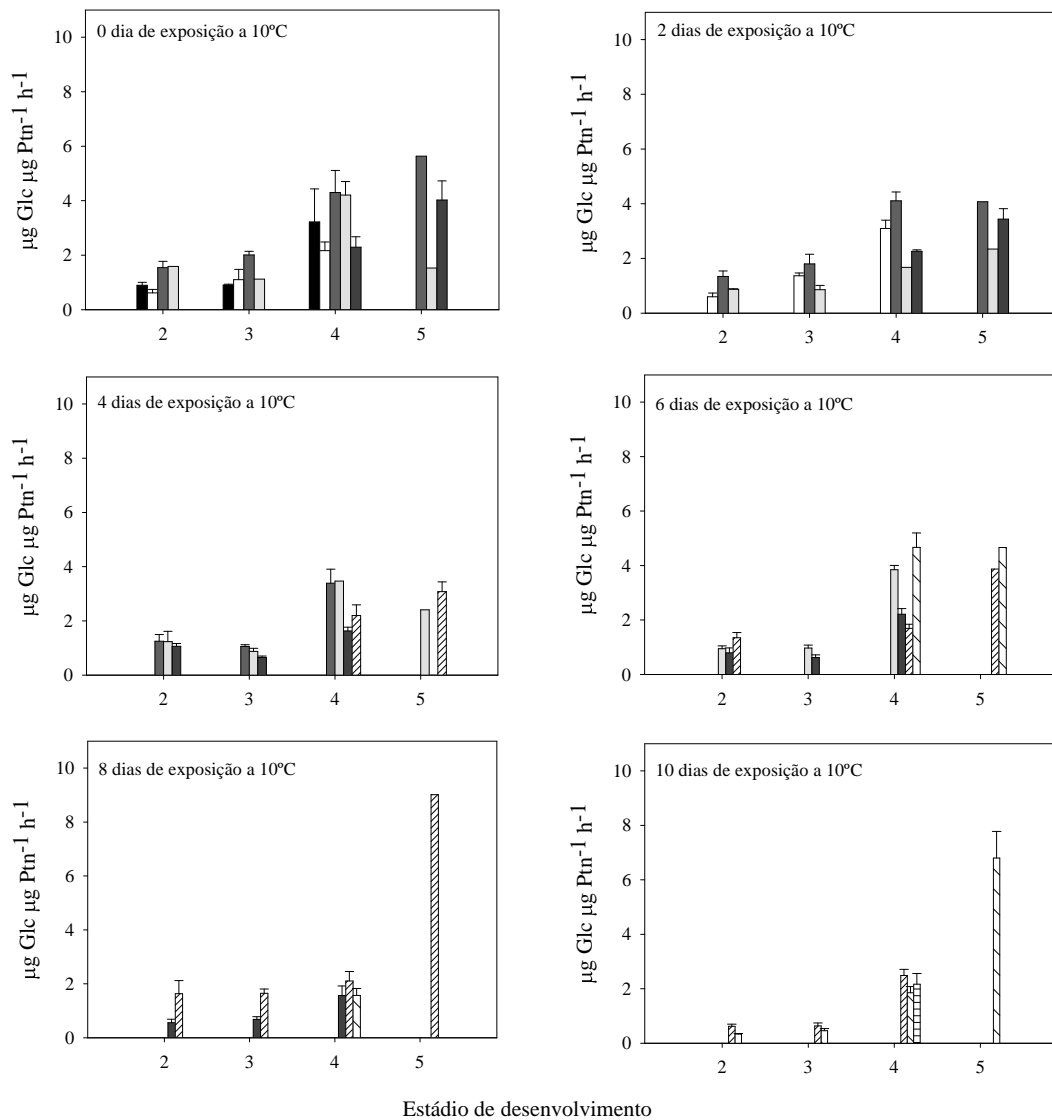 0 dia de exposição a 10ºC
10
8
6
4
2
0
µg Glc µg Ptn-1 h-1
2 3 4 5
2 dias de exposição a 10ºC
10
8
6
4
2
0
µg Glc µg Ptn-1 h-1
2 3 4 5
4 dias de exposição a 10ºC
10
8
6
4
2
0
µg Glc µg Ptn-1 h-1
2 3 4 5
6 dias de exposição a 10ºC
10
8
6
4
2
0
µg Glc µg Ptn-1 h-1
2 3 4 5
8 dias de exposição a 10ºC
10
8
6
4
2
0
µg Glc µg Ptn-1 h-1
2 3 4 5
10 dias de exposição a 10ºC
10
8
6
4
2
0
µg Glc µg Ptn-1 h-1
2 3 4 5
Estádio de desenvolvimento